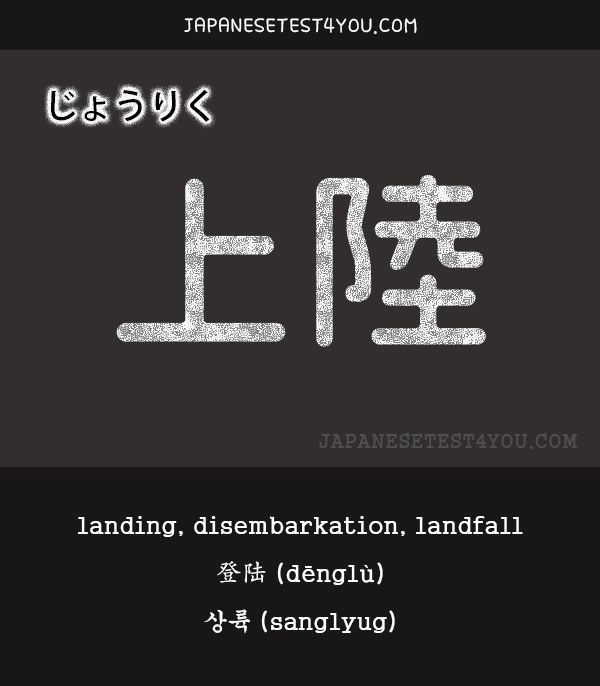 JAPANESETEST4YOU.COM
じょうりく
上陸
JAPANESETEST4YOU.COM
landing, disembarkation, landfall
登陆 (dēnglù)
상륙 (sanglyug)